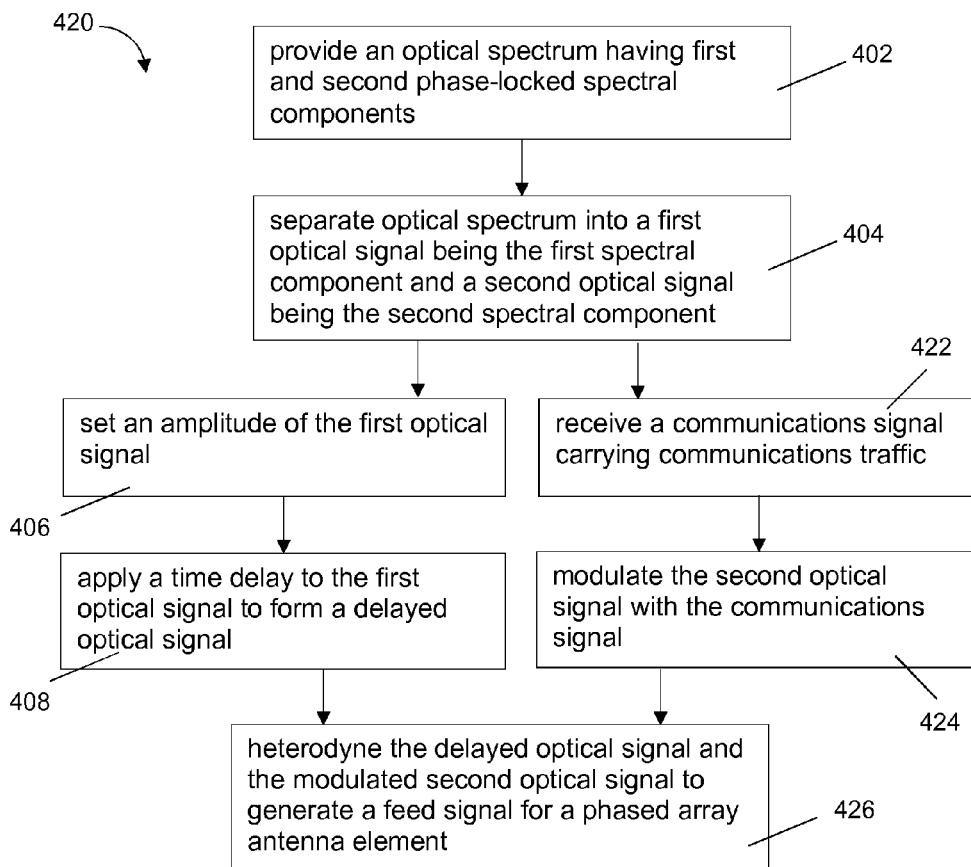 420
provide an optical spectrum having first
and second phase-locked spectral
components
402
separate optical spectrum into a first
optical signal being the first spectral
component and a second optical signal
being the second spectral component
404
422
set an amplitude of the first optical
signal
406
receive a communications signal
carrying communications traffic
apply a time delay to the first
optical signal to form a delayed
optical signal
408
modulate the second optical
signal with the communications
signal
424
heterodyne the delayed optical signal and
the modulated second optical signal to
generate a feed signal for a phased array
antenna element
426